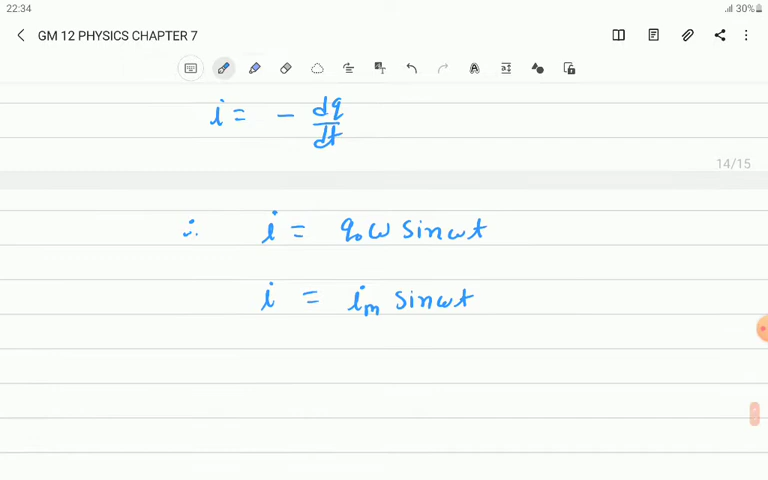 22:34
30%
GM 12 PHYSICS CHAPTER 7
i = - dq/dt
14/15
∴ i = q₀ω sinωt
i = iₘ sinωt